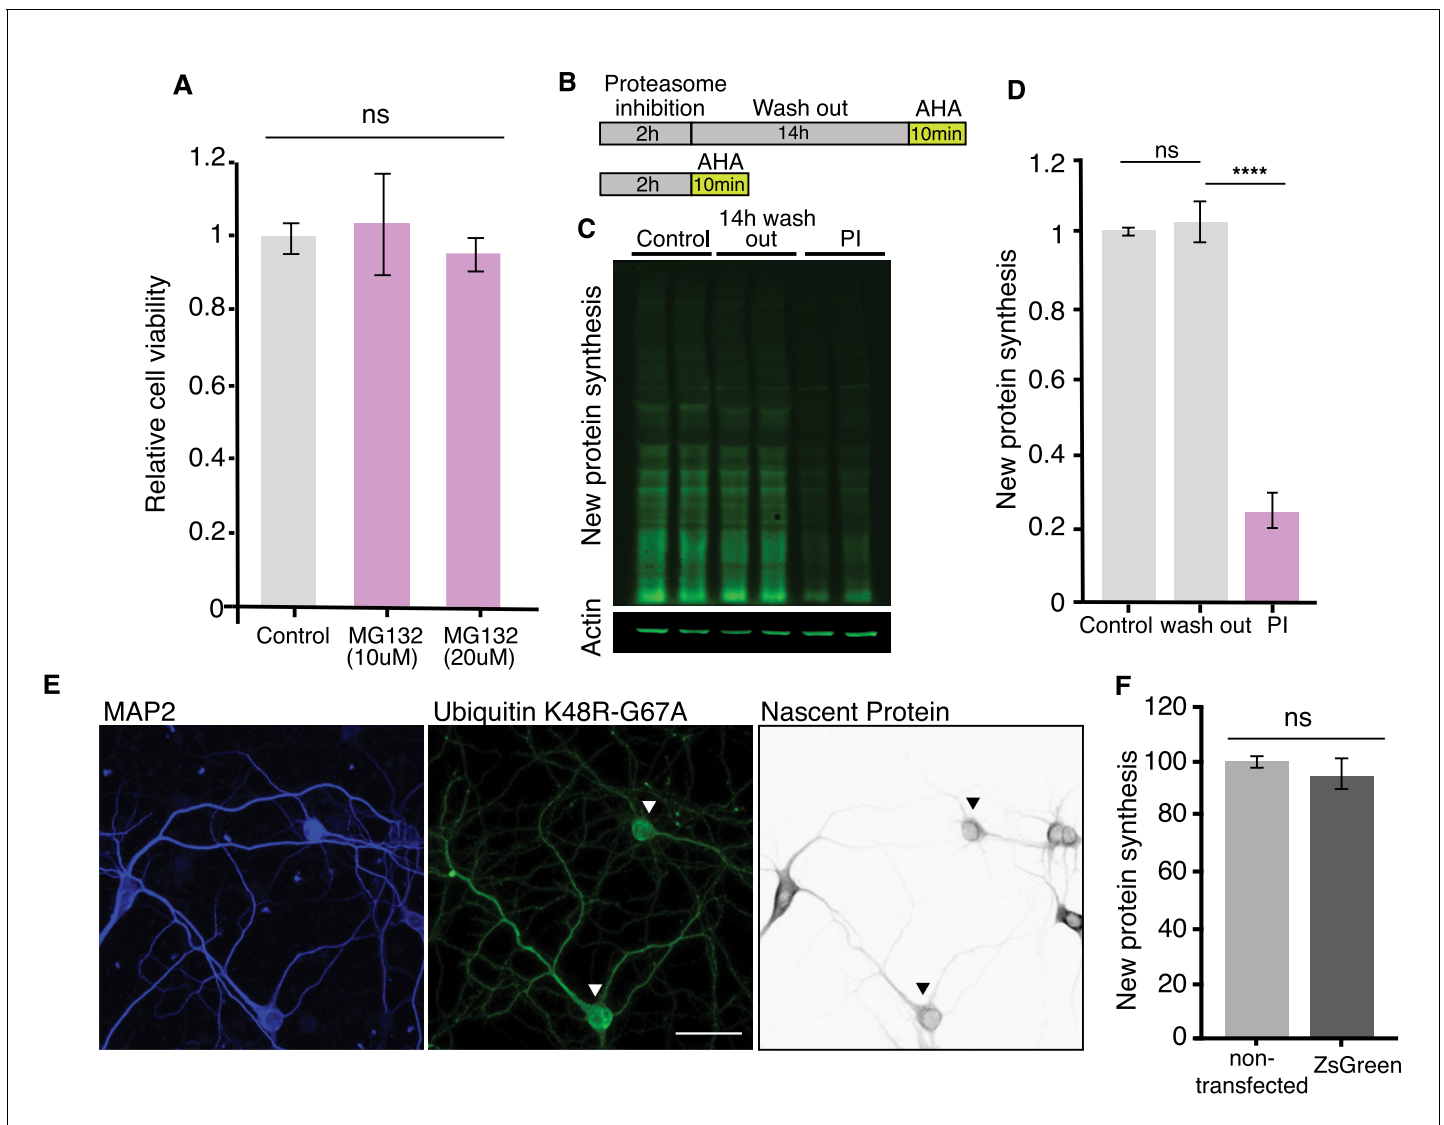 A
ns
1.2
1
0.8
0.6
0.4
0.2
0
Relative cell viability
Control
MG132
(10uM)
MG132
(20uM)
B
Proteasome
inhibition
Wash out
AHA
2h
14h
10min
AHA
2h
10min
C
Control
14h wash
out
PI
New protein synthesis
Actin
D
ns
****
1.2
1
0.8
0.6
0.4
0.2
0
New protein synthesis
Control
wash out
PI
E
MAP2
Ubiquitin K48R-G67A
Nascent Protein
F
ns
120
100
80
60
40
20
0
New protein synthesis
non-
transfected
ZsGreen